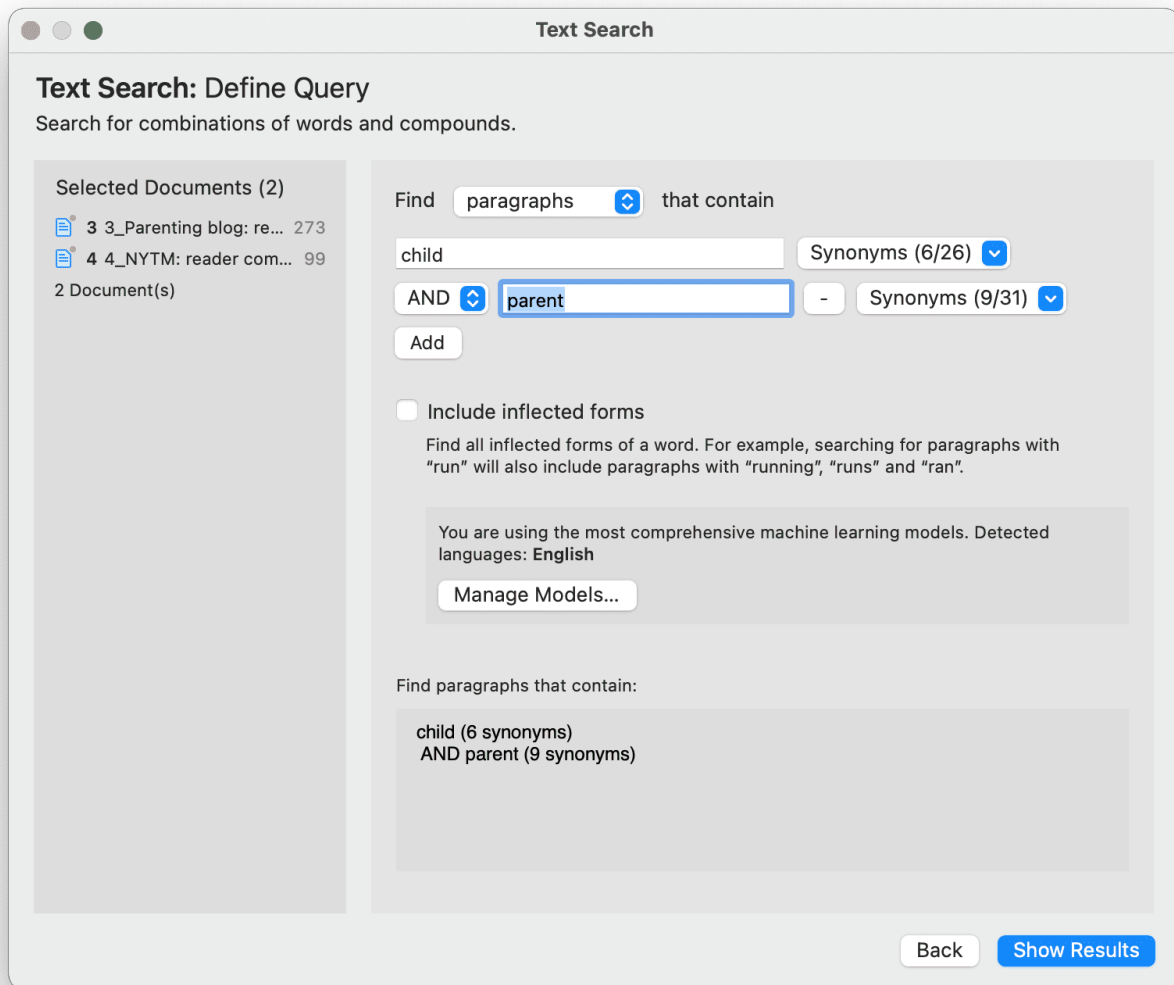 Text Search
Text Search: Define Query
Search for combinations of words and compounds.
Selected Documents (2)
3 3_Parenting blog: re... 273
4 4_NYTM: reader com... 99
2 Document(s)
Find paragraphs that contain
child Synonyms (6/26)
AND parent - Synonyms (9/31)
Add
Include inflected forms
Find all inflected forms of a word. For example, searching for paragraphs with
“run” will also include paragraphs with “running”, “runs” and “ran”.
You are using the most comprehensive machine learning models. Detected
languages: English
Manage Models...
Find paragraphs that contain:
child (6 synonyms)
AND parent (9 synonyms)
Back Show Results